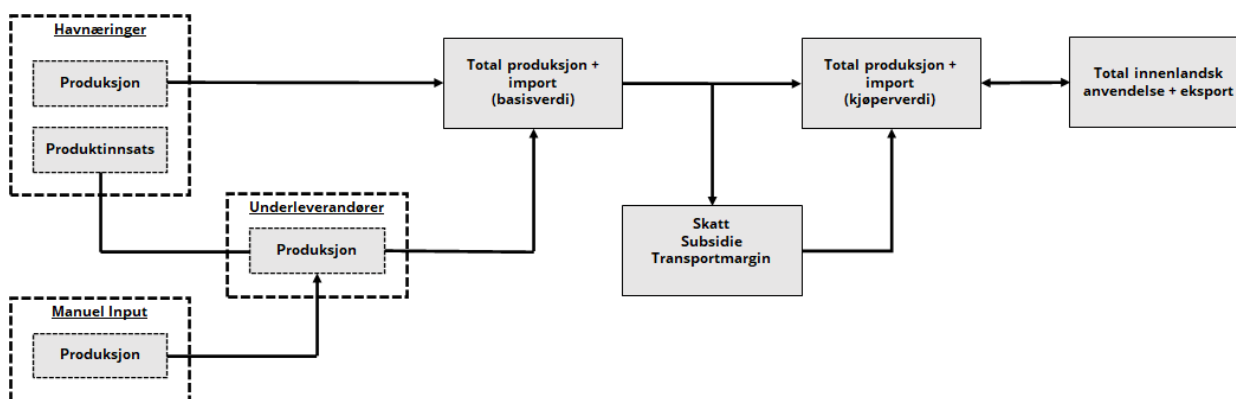 Havnæringer
Produksjon
Produktinnsats
Underleverandører
Produksjon
Manuel Input
Produksjon
Total produksjon +
import
(basisverdi)
Skatt
Subsidie
Transportmargin
Total produksjon +
import
(kjøperverdi)
Total innenlandsk
anvendelse + eksport